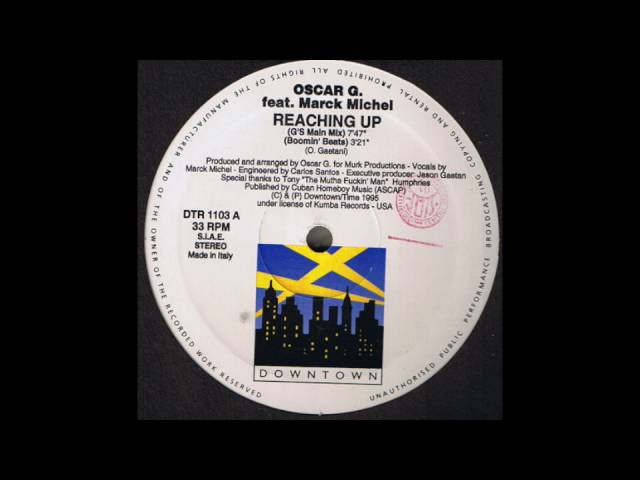 OSCAR G.
feat. Marck Michel
REACHING UP
(G'S Main Mix) 7'47"
(Boomin' Beats) 3'21"
(O. Gaetani)
Produced and arranged by Oscar G. for Murk Productions - Vocals by
Marck Michel - Engineered by Carlos Santos - Executive producer: Jason Gaetan
Special thanks to Tony "The Mutha Fuckin' Man" Humphries
Published by Cuban Homeboy Music (ASCAP)
(C) & (P) Downtown/Time 1995
under license of Kumba Records - USA
DTR 1103 A
33 RPM
S.I.A.E.
STEREO
Made in Italy
DOWNTOWN
ALL RIGHTS OF THE MANUFACTURER AND OF THE OWNER OF THE RECORDED WORK RESERVED
UNAUTHORISED PUBLIC PERFORMANCE BROADCASTING COPYING AND RENTAL PROHIBITED